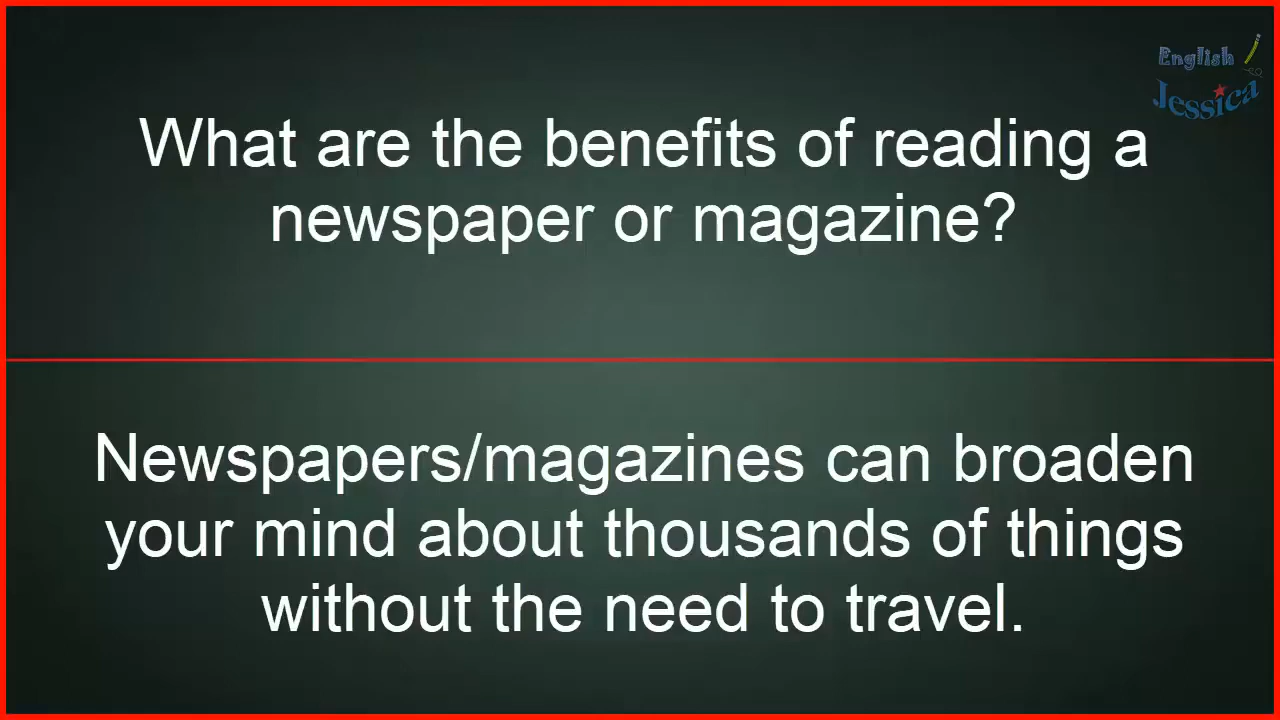 English
Jessica
What are the benefits of reading a
newspaper or magazine?
Newspapers/magazines can broaden
your mind about thousands of things
without the need to travel.